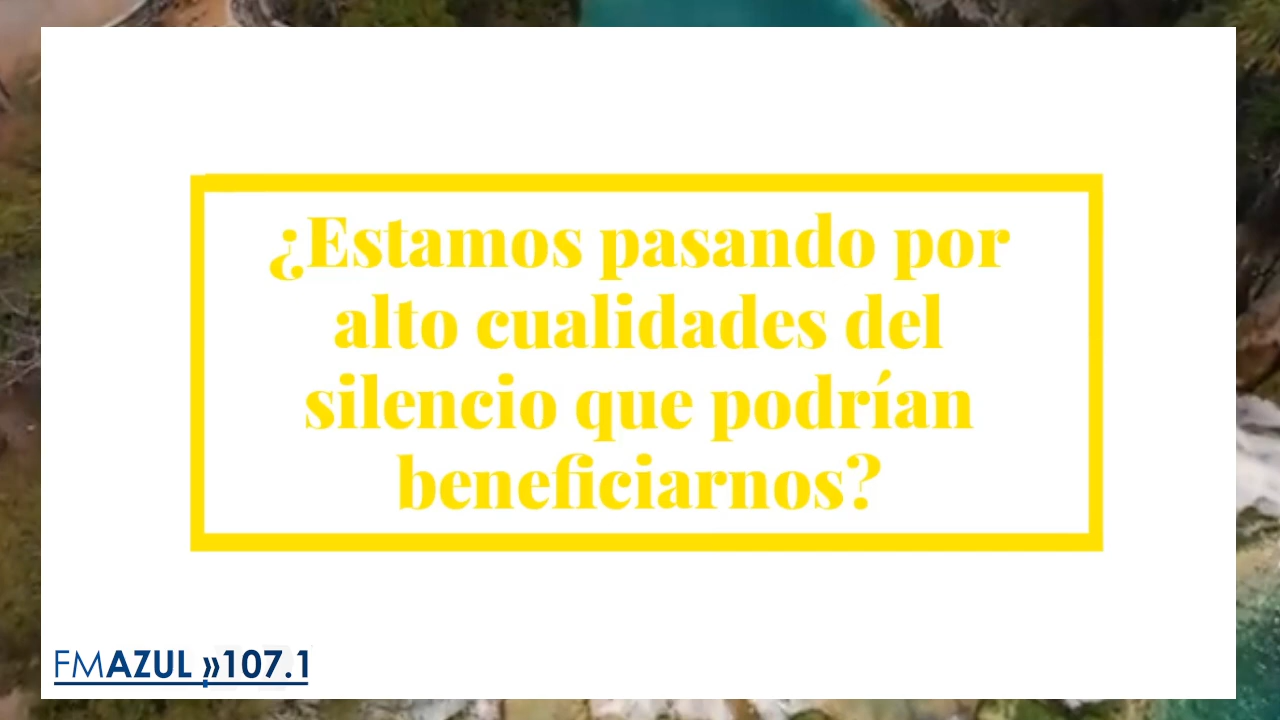 ¿Estamos pasando por
alto cualidades del
silencio que podrían
beneficiarnos?
FMAZUL »107.1